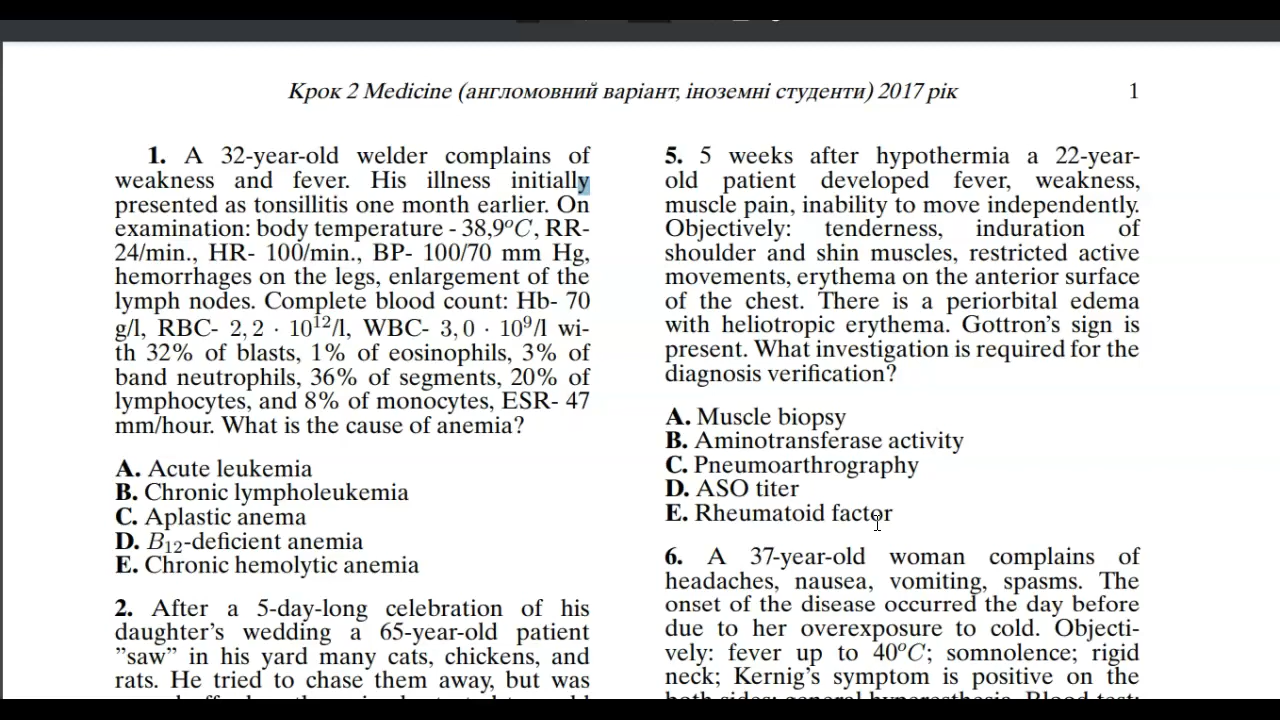 Крок 2 Medicine (англомовний варіант, іноземні студенти) 2017 рік 1
1. A 32-year-old welder complains of
weakness and fever. His illness initially
presented as tonsillitis one month earlier. On
examination: body temperature - 38,9°C, RR-
24/min., HR- 100/min., BP- 100/70 mm Hg,
hemorrhages on the legs, enlargement of the
lymph nodes. Complete blood count: Hb- 70
g/l, RBC- 2, 2 · 10¹²/l, WBC- 3, 0 · 10⁹/l wi-
th 32% of blasts, 1% of eosinophils, 3% of
band neutrophils, 36% of segments, 20% of
lymphocytes, and 8% of monocytes, ESR- 47
mm/hour. What is the cause of anemia?
A. Acute leukemia
B. Chronic lympholeukemia
C. Aplastic anema
D. B₁₂-deficient anemia
E. Chronic hemolytic anemia
2. After a 5-day-long celebration of his
daughter's wedding a 65-year-old patient
"saw" in his yard many cats, chickens, and
rats. He tried to chase them away, but was
5. 5 weeks after hypothermia a 22-year-
old patient developed fever, weakness,
muscle pain, inability to move independently.
Objectively: tenderness, induration of
shoulder and shin muscles, restricted active
movements, erythema on the anterior surface
of the chest. There is a periorbital edema
with heliotropic erythema. Gottron's sign is
present. What investigation is required for the
diagnosis verification?
A. Muscle biopsy
B. Aminotransferase activity
C. Pneumoarthrography
D. ASO titer
E. Rheumatoid factor
6. A 37-year-old woman complains of
headaches, nausea, vomiting, spasms. The
onset of the disease occurred the day before
due to her overexposure to cold. Objecti-
vely: fever up to 40°C; somnolence; rigid
neck; Kernig's symptom is positive on the
both sides; general hyperesthesia. Blood test: